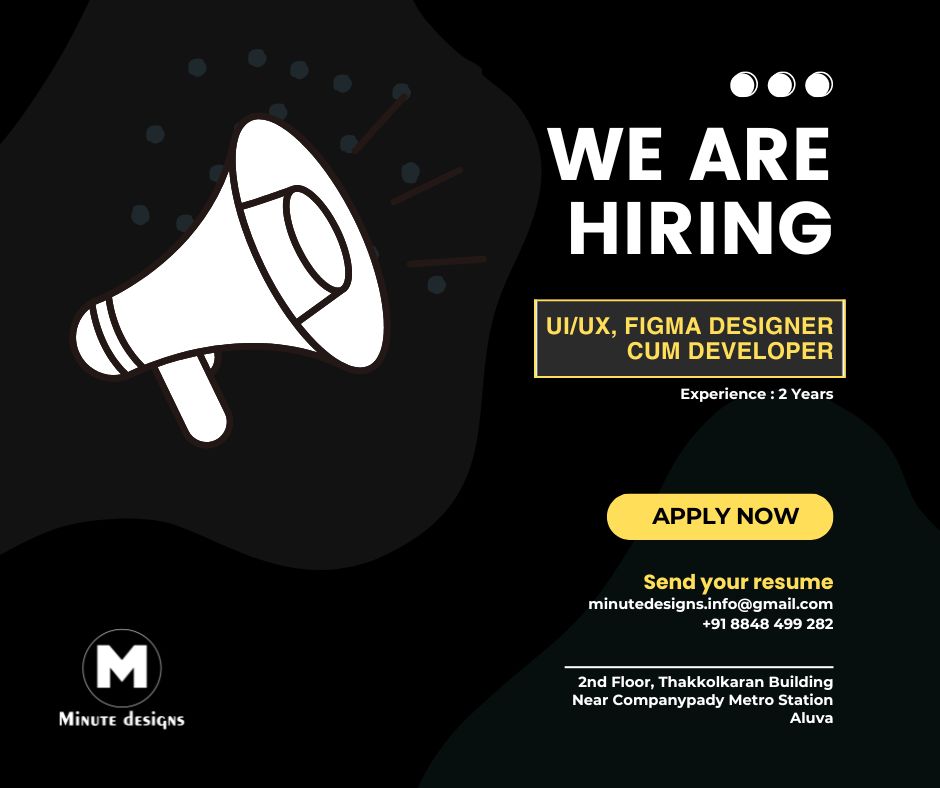 WE ARE
HIRING
UI/UX, FIGMA DESIGNER
CUM DEVELOPER
Experience : 2 Years
APPLY NOW
Send your resume
minutedesigns.info@gmail.com
+91 8848 499 282
2nd Floor, Thakkolkaran Building
Near Companypady Metro Station
Aluva
M
Minute designs